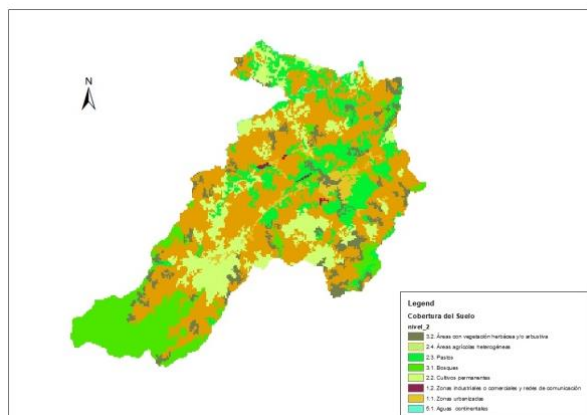 N
Legend
Cobertura del Suelo
nivel_2
3.2. Áreas con vegetación herbácea y/o arbustiva
2.4. Áreas agrícolas heterogéneas
2.3. Pastos
3.1. Bosques
2.2. Cultivos permanentes
1.2. Zonas industriales o comerciales y redes de comunicación
1.1. Zonas urbanizadas
5.1. Aguas continentales